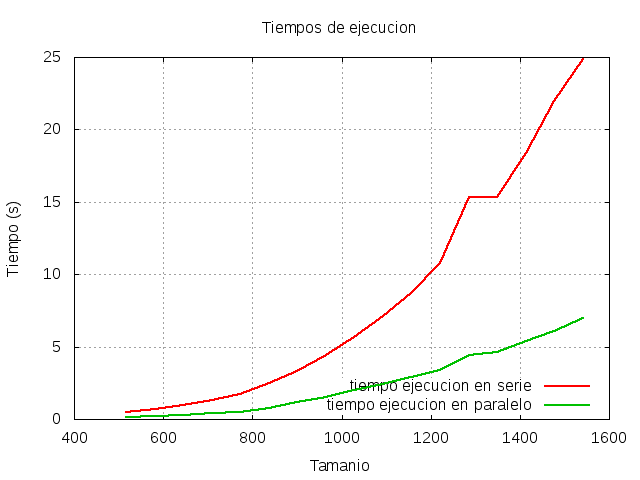 Tiempos de ejecucion
25
20
15
10
5
0
Tiempo (s)
tiempo ejecucion en serie
tiempo ejecucion en paralelo
400 600 800 1000 1200 1400 1600
Tamanio